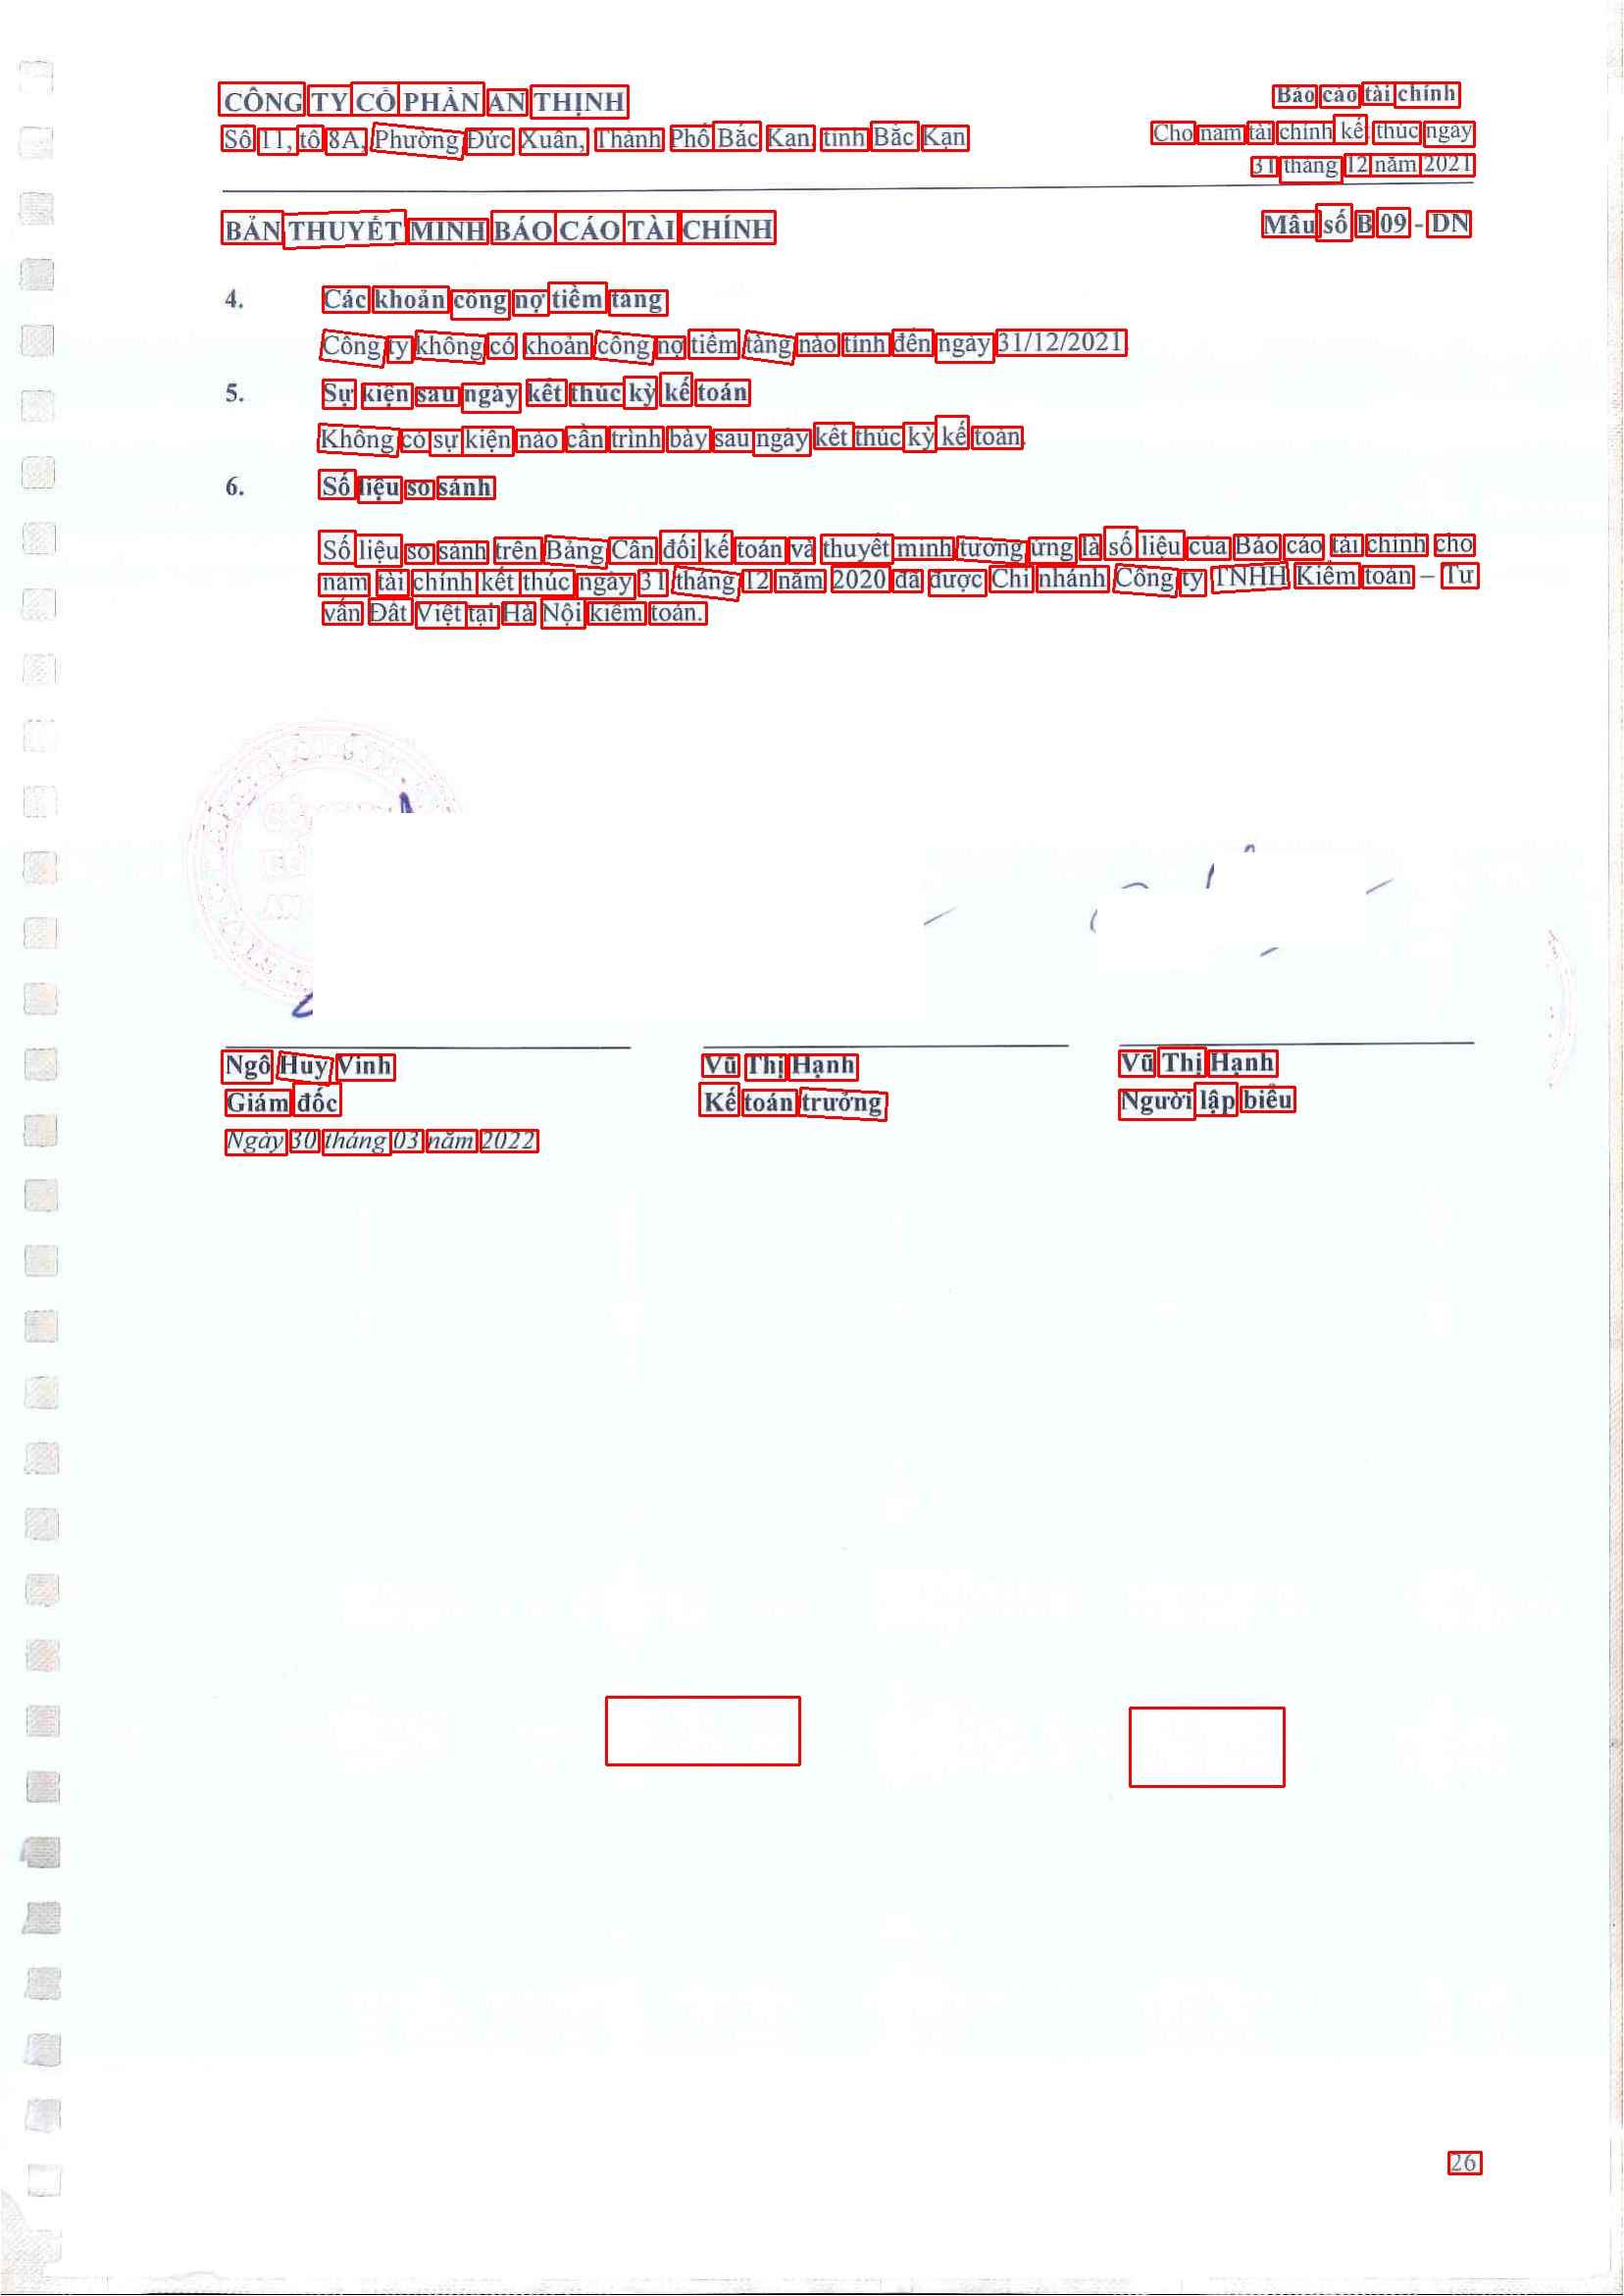 CÔNG TY CỔ PHẦN AN THỊNH
Số 11, tổ 8A, Phường Đức Xuân, Thành Phố Bắc Kạn, tỉnh Bắc Kạn
Báo cáo tài chính
Cho năm tài chính kết thúc ngày
31 tháng 12 năm 2021
BẢN THUYẾT MINH BÁO CÁO TÀI CHÍNH
Mẫu số B 09 - DN
4. Các khoản công nợ tiềm tàng
Công ty không có khoản công nợ tiềm tàng nào tính đến ngày 31/12/2021.
5. Sự kiện sau ngày kết thúc kỳ kế toán
Không có sự kiện nào cần trình bày sau ngày kết thúc kỳ kế toán.
6. Số liệu so sánh
Số liệu so sánh trên Bảng Cân đối kế toán và thuyết minh tương ứng là số liệu của Báo cáo tài chính cho
năm tài chính kết thúc ngày 31 tháng 12 năm 2020 đã được Chi nhánh Công ty TNHH Kiểm toán – Tư
vấn Đất Việt tại Hà Nội kiểm toán.
Ngô Huy Vinh
Giám đốc
Ngày 30 tháng 03 năm 2022
Vũ Thị Hạnh
Kế toán trưởng
Vũ Thị Hạnh
Người lập biểu
26